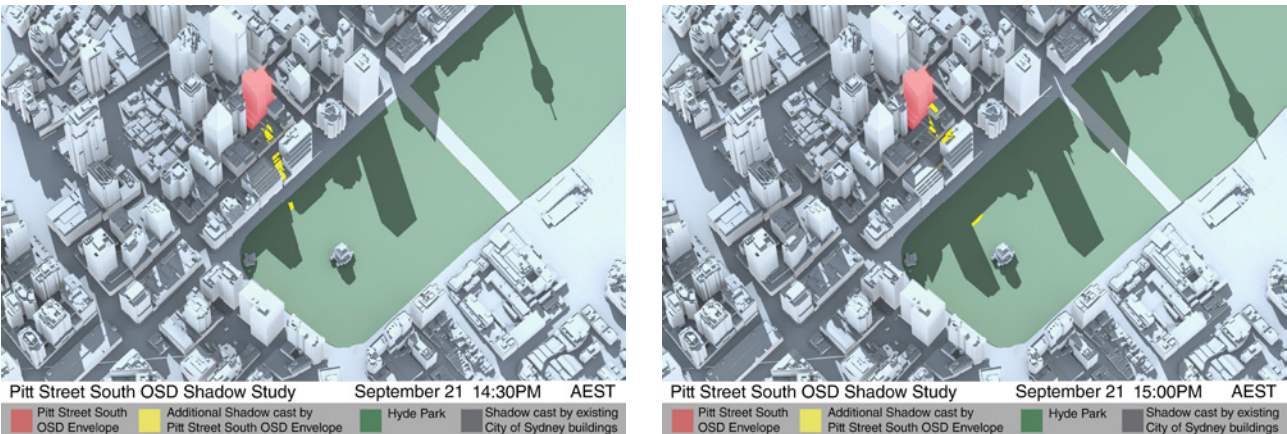 Pitt Street South OSD Shadow Study September 21 14:30PM AEST
Pitt Street South
OSD Envelope
Additional Shadow cast by
Pitt Street South OSD Envelope
Hyde Park
Shadow cast by existing
City of Sydney buildings
Pitt Street South OSD Shadow Study September 21 15:00PM AEST
Pitt Street South
OSD Envelope
Additional Shadow cast by
Pitt Street South OSD Envelope
Hyde Park
Shadow cast by existing
City of Sydney buildings